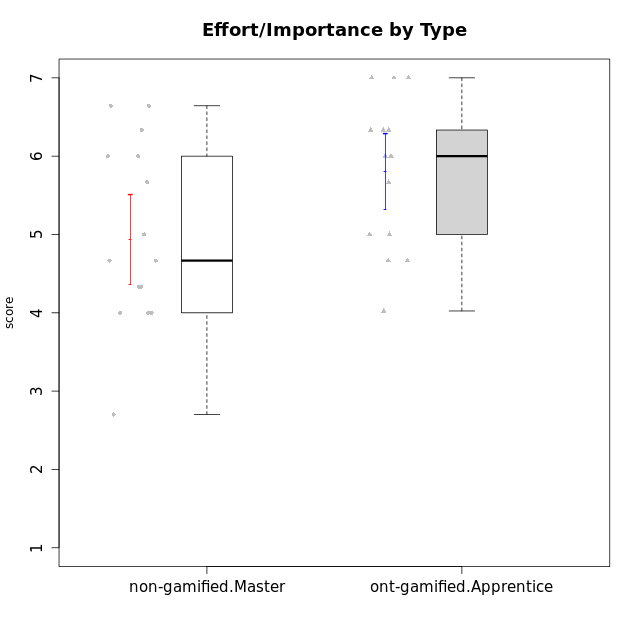 Effort/Importance by Type
score
7
6
5
4
3
2
1
non-gamified.Master
ont-gamified.Apprentice